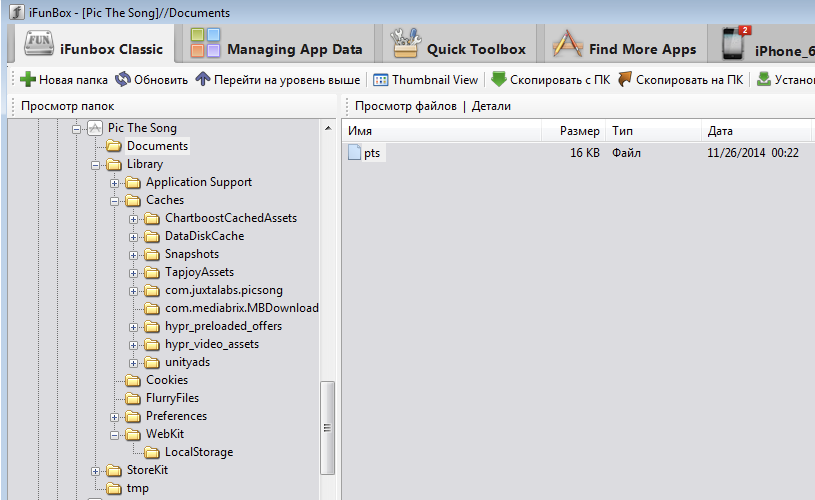 iFunBox - [Pic The Song]//Documents
FUN iFunbox Classic Managing App Data Quick Toolbox Find More Apps 2 iPhone_6
Новая папка Обновить Перейти на уровень выше Thumbnail View Скопировать с ПК Скопировать на ПК Устано
Просмотр папок Просмотр файлов | Детали
Имя Размер Тип Дата
pts 16 KB Файл 11/26/2014 00:22
Pic The Song
Documents
Library
Application Support
Caches
ChartboostCachedAssets
DataDiskCache
Snapshots
TapjoyAssets
com.juxtalabs.picsong
com.mediabrix.MBDownload
hypr_preloaded_offers
hypr_video_assets
unityads
Cookies
FlurryFiles
Preferences
WebKit
LocalStorage
StoreKit
tmp